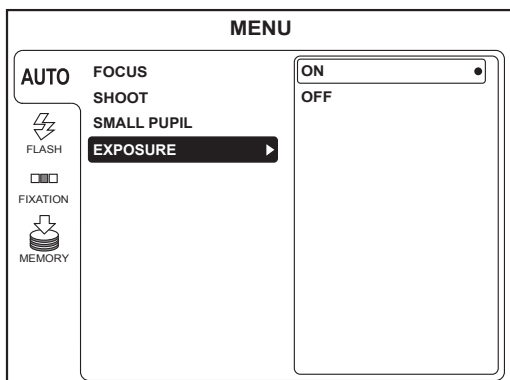 MENU
AUTO
FLASH
FIXATION
MEMORY
FOCUS
SHOOT
SMALL PUPIL
EXPOSURE
ON
OFF